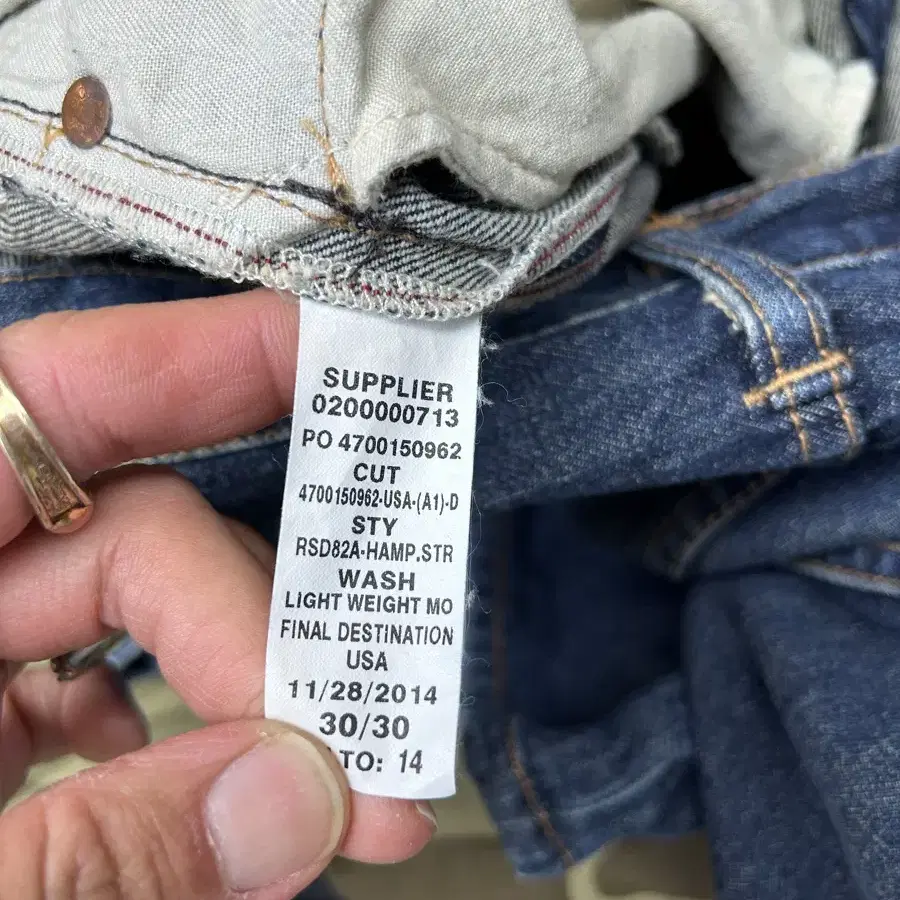 SUPPLIER
0200000713
PO 4700150962
CUT
4700150962-USA-(A1)-D
STY
RSD82A-HAMP.STR
WASH
LIGHT WEIGHT MO
FINAL DESTINATION
USA
11/28/2014
30/30
TO: 14